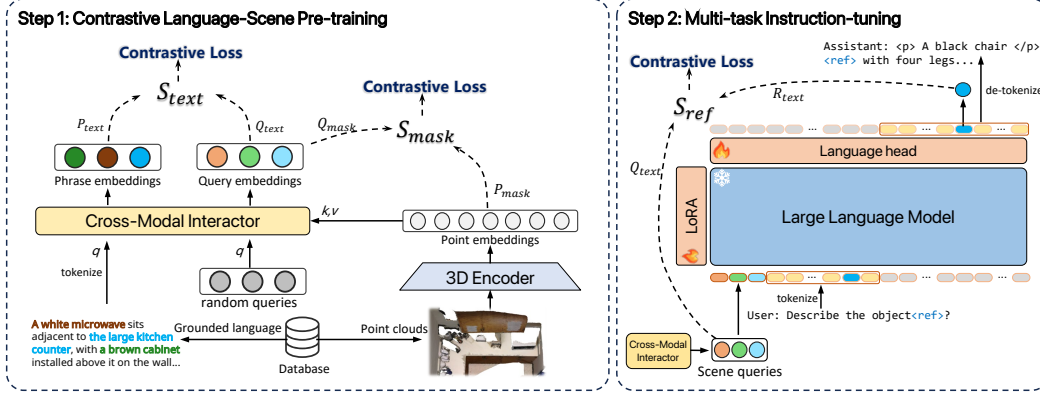 Step 1: Contrastive Language-Scene Pre-training
Contrastive Loss
Contrastive Loss
S_text
S_mask
P_text
Q_text
Q_mask
P_mask
Phrase embeddings
Query embeddings
Cross-Modal Interactor
k,v
Point embeddings
q
q
tokenize
random queries
3D Encoder
A white microwave sits
adjacent to the large kitchen
counter, with a brown cabinet
installed above it on the wall...
Grounded language
Database
Point clouds
Step 2: Multi-task Instruction-tuning
Assistant: <p> A black chair </p>
<ref> with four legs...
Contrastive Loss
S_ref
R_text
de-tokenize
...
...
...
Language head
Q_text
LoRA
Large Language Model
...
...
...
tokenize
User: Describe the object<ref>?
Cross-Modal
Interactor
Scene queries